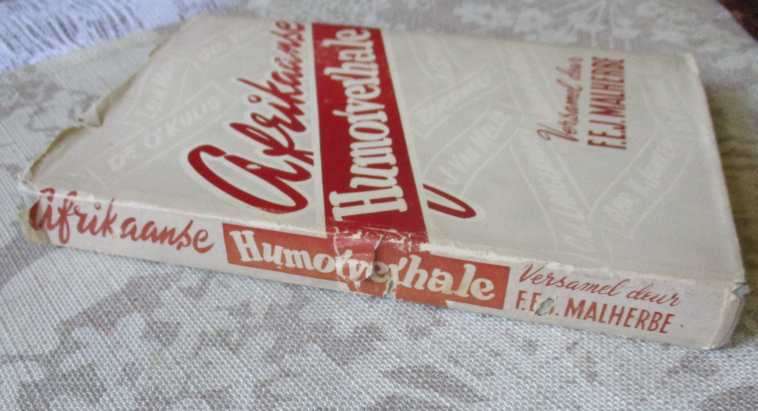 Afrikaanse
Humorverhale
Versamel deur
F.E.J. MALHERBE
Afrikaanse
Humorverhale
Versamel deur
F.E.J. MALHERBE